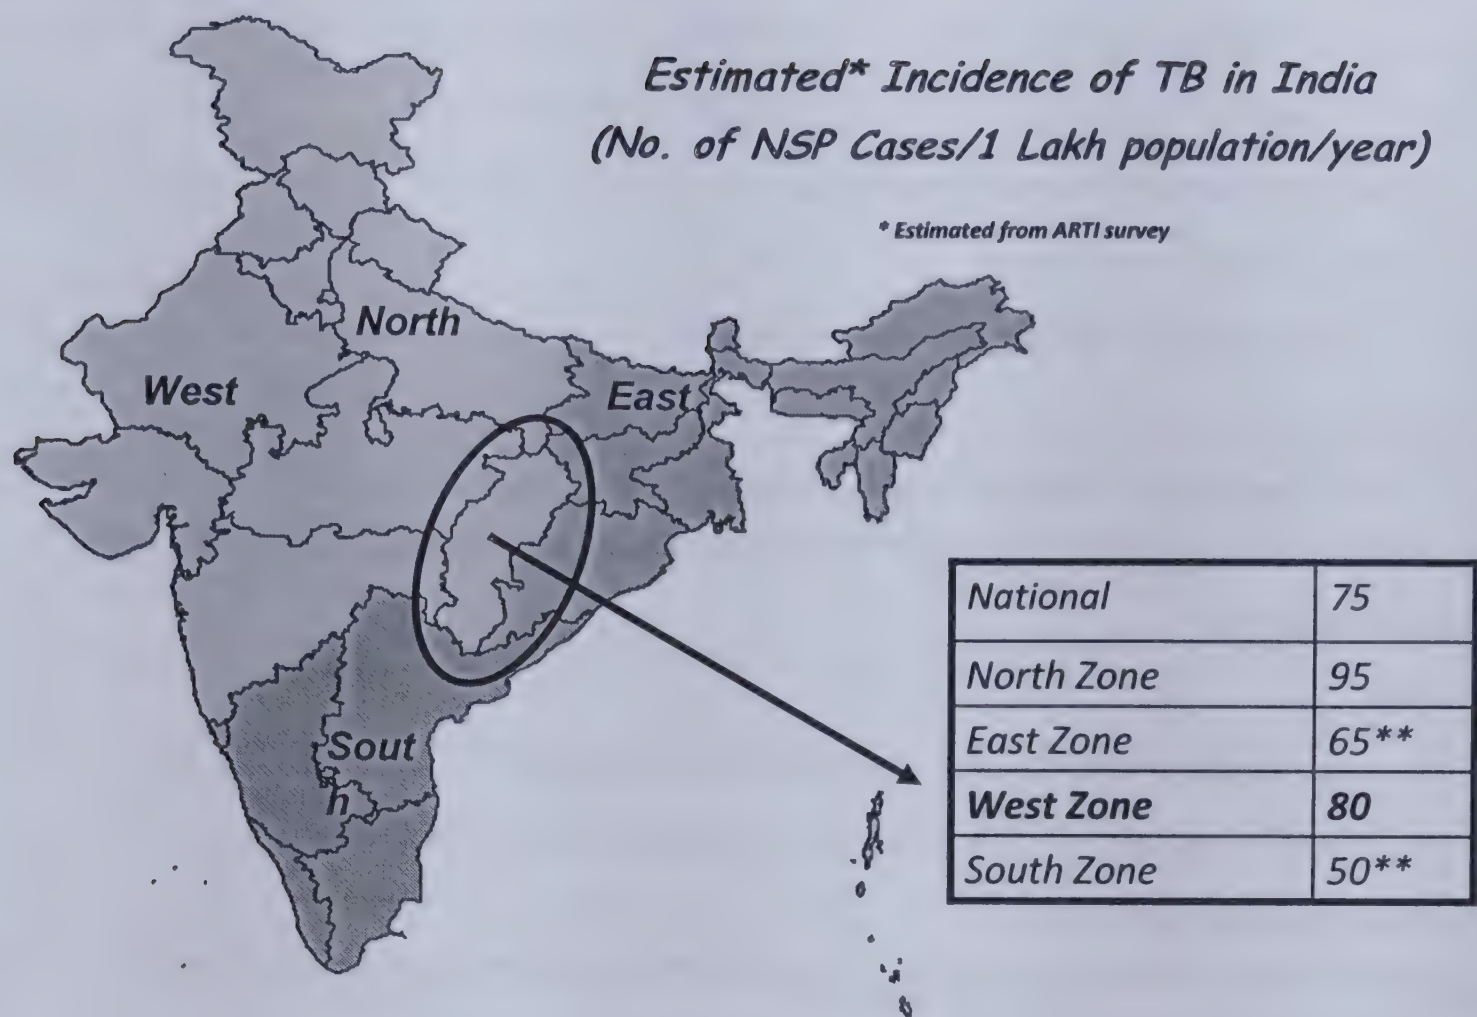 Estimated* Incidence of TB in India
(No. of NSP Cases/1 Lakh population/year)
* Estimated from ARTI survey
North
West
East
Sout
h
National 75
North Zone 95
East Zone 65**
West Zone 80
South Zone 50**